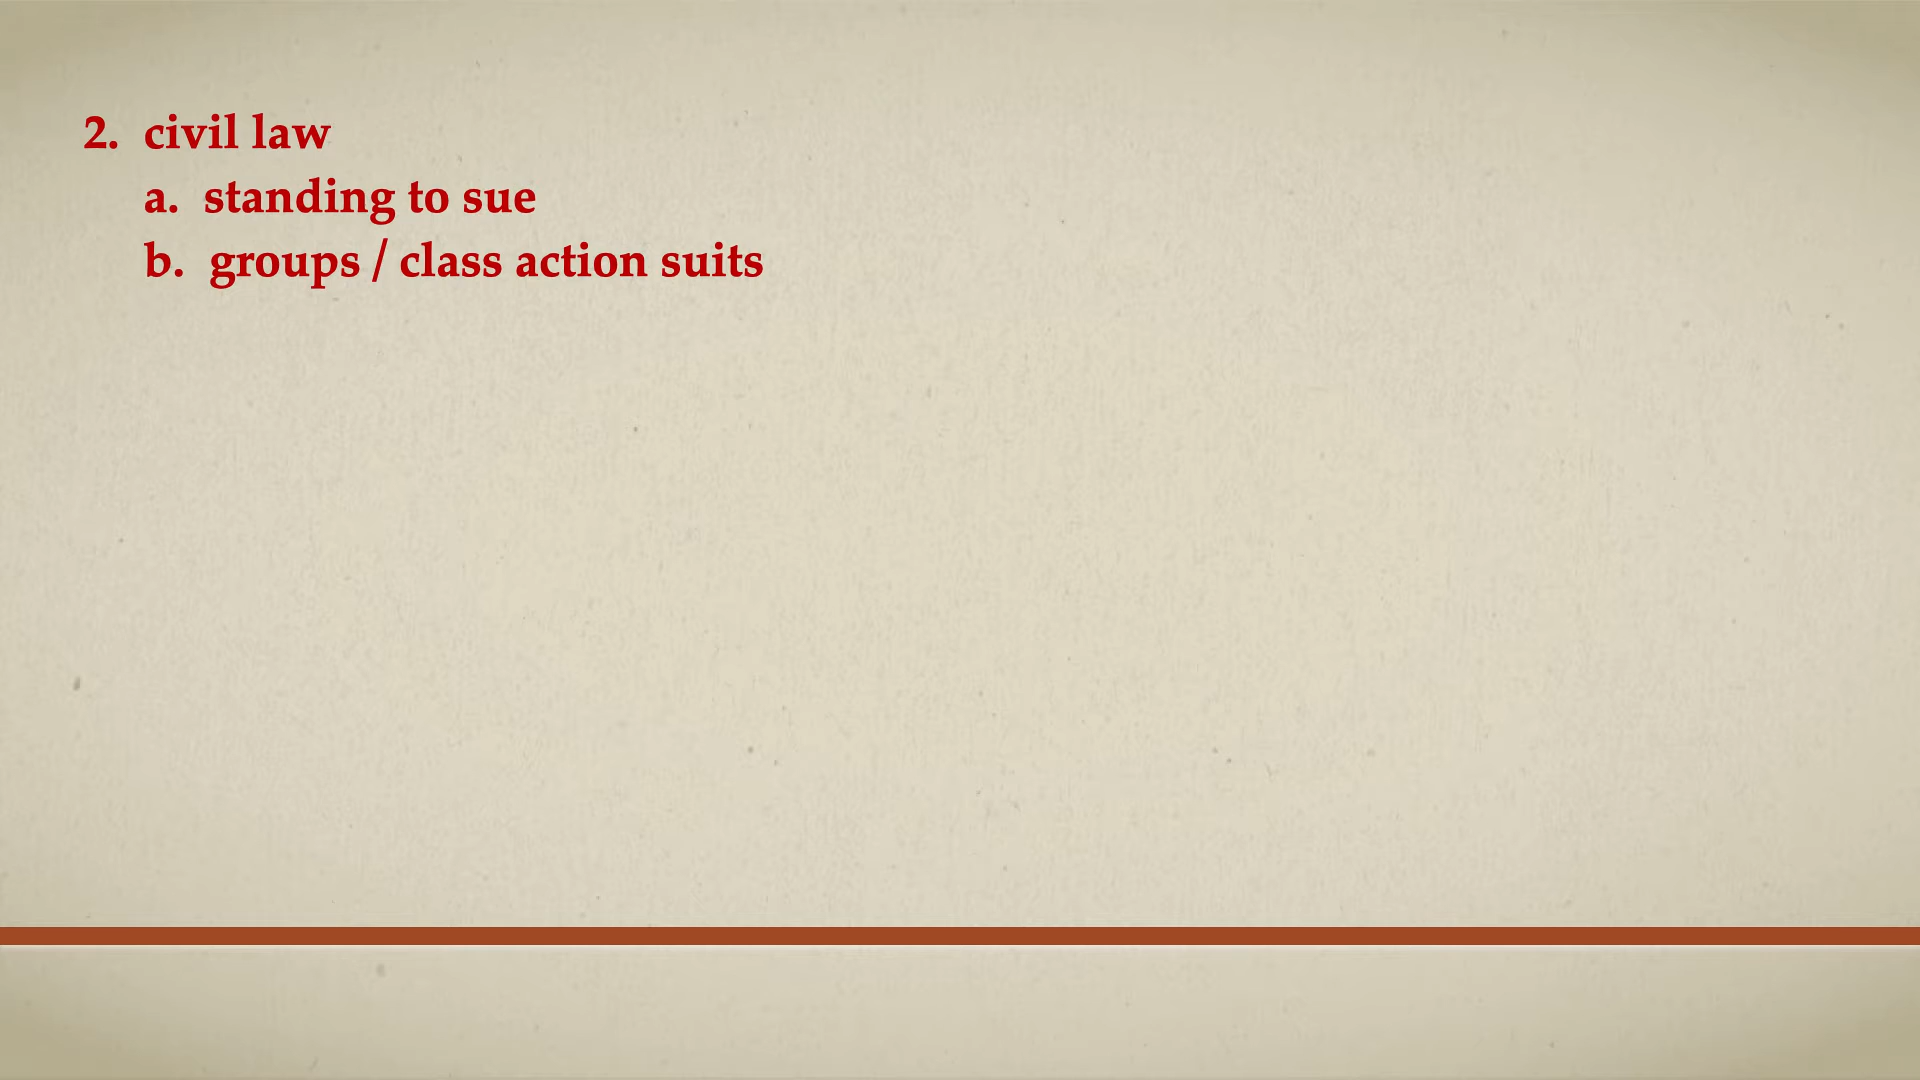 2. civil law
a. standing to sue
b. groups / class action suits